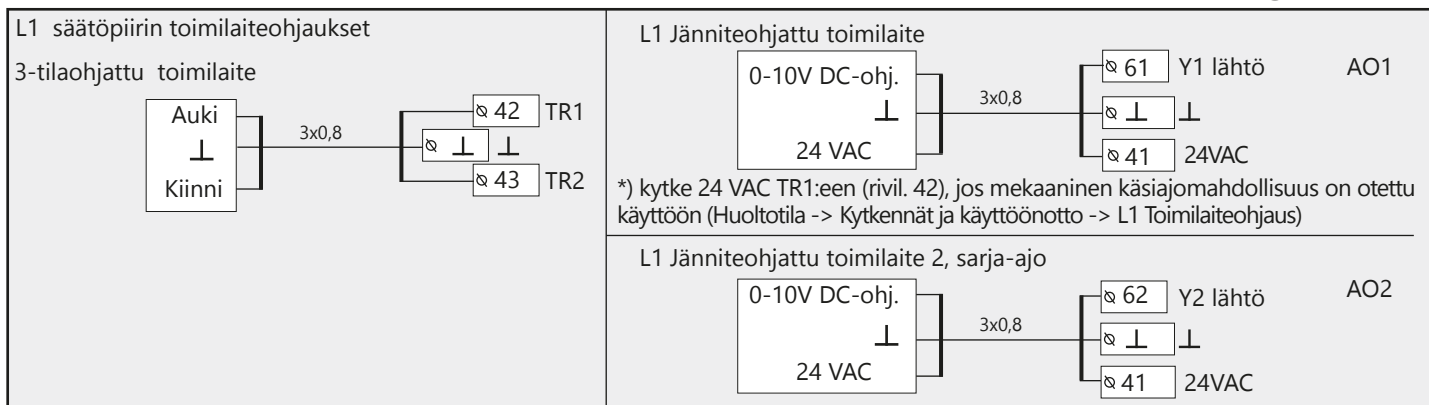 L1 säätöpiirin toimilaiteohjaukset
3-tilaohjattu toimilaite
Auki
⊥
Kiinni
3x0,8
42 TR1
⊥ ⊥
43 TR2
L1 Jänniteohjattu toimilaite
0-10V DC-ohj.
⊥
24 VAC
3x0,8
61 Y1 lähtö AO1
⊥ ⊥
41 24VAC
*) kytke 24 VAC TR1:een (rivil. 42), jos mekaaninen käsiajomahdollisuus on otettu
käyttöön (Huoltotila -> Kytkennät ja käyttöönotto -> L1 Toimilaiteohjaus)
L1 Jänniteohjattu toimilaite 2, sarja-ajo
0-10V DC-ohj.
⊥
24 VAC
3x0,8
62 Y2 lähtö AO2
⊥ ⊥
41 24VAC